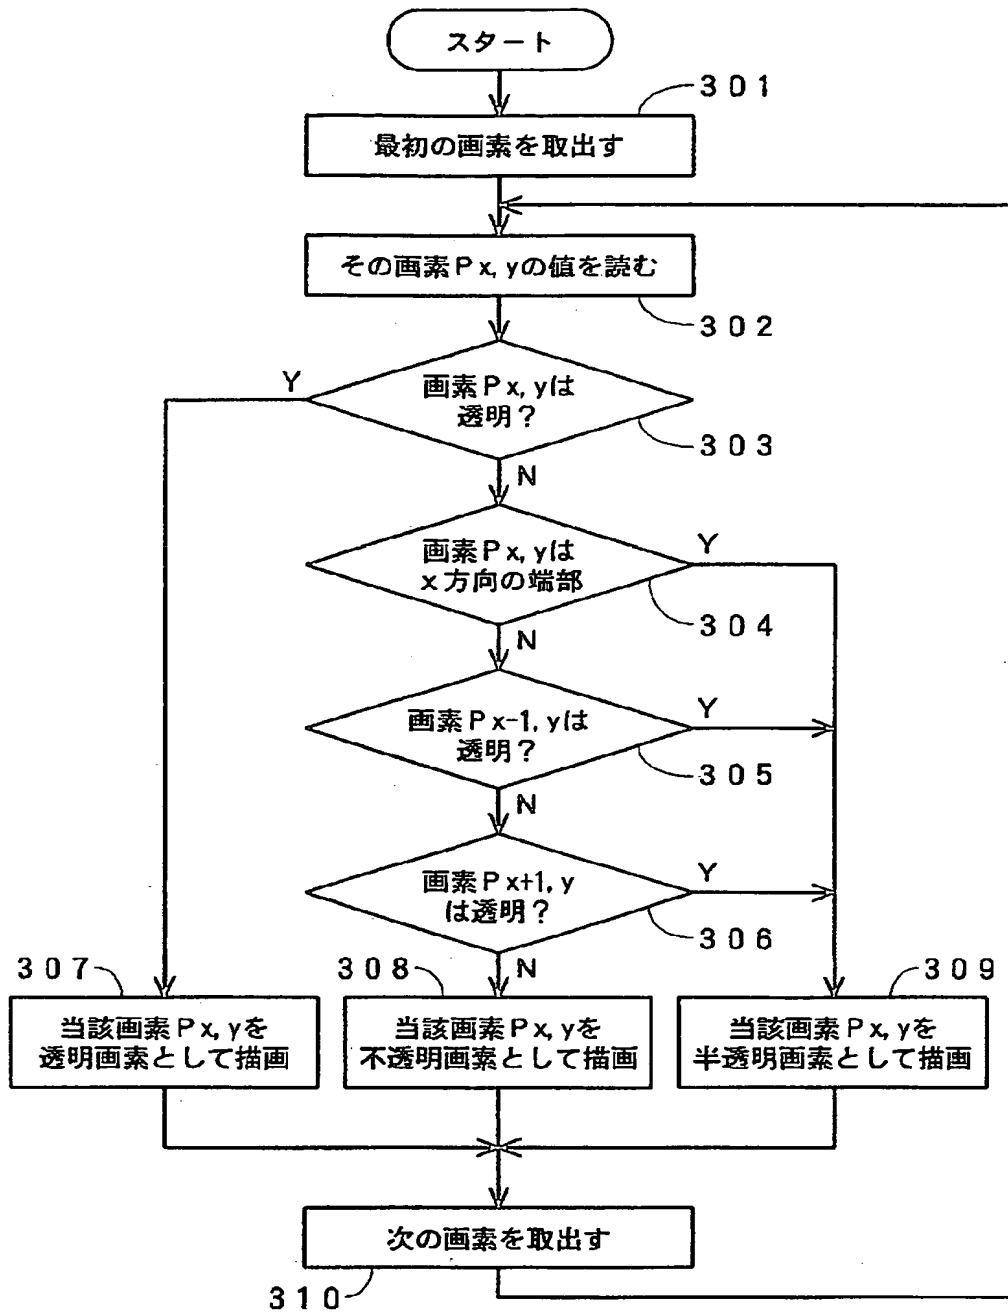 スタート
301
最初の画素を取出す
その画素Px,yの値を読む
302
Y
画素Px,yは
透明?
303
N
画素Px,yは
x方向の端部
Y
304
N
画素Px-1,yは
透明?
Y
305
N
画素Px+1,y
は透明?
Y
306
N
307
当該画素Px,yを
透明画素として描画
308
当該画素Px,yを
不透明画素として描画
309
当該画素Px,yを
半透明画素として描画
次の画素を取出す
310